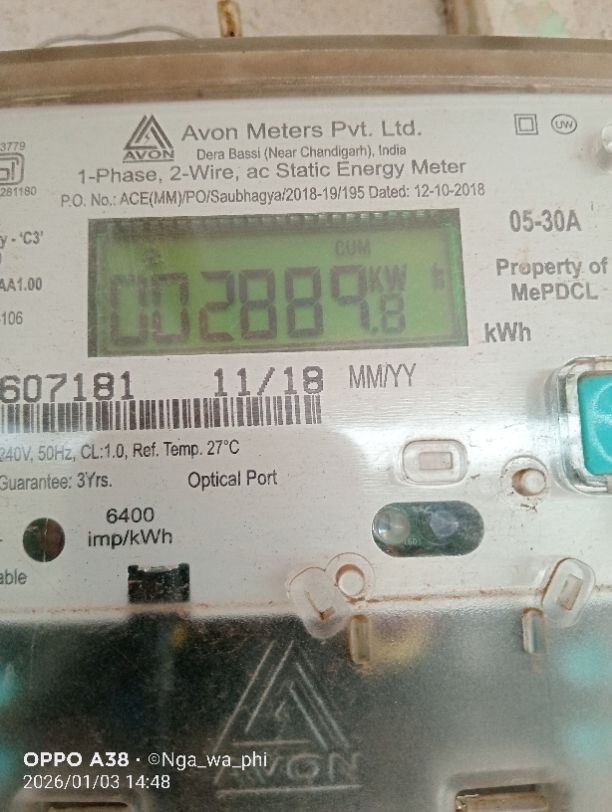 Avon Meters Pvt. Ltd.
AVON
Dera Bassi (Near Chandigarh), India
3779
281180
1-Phase, 2-Wire, ac Static Energy Meter
P.O. No.: ACE(MM)/PO/Saubhagya/2018-19/195 Dated: 12-10-2018
UW
05-30A
y - 'C3'
AA1.00
-106
CUM
002889.8
KW
Property of
MePDCL
kWh
607181 11/18 MM/YY
240V, 50Hz, CL:1.0, Ref. Temp. 27°C
Guarantee: 3Yrs. Optical Port
6400
imp/kWh
able
AVON
OPPO A38 · ©Nga_wa_phi
2026/01/03 14:48